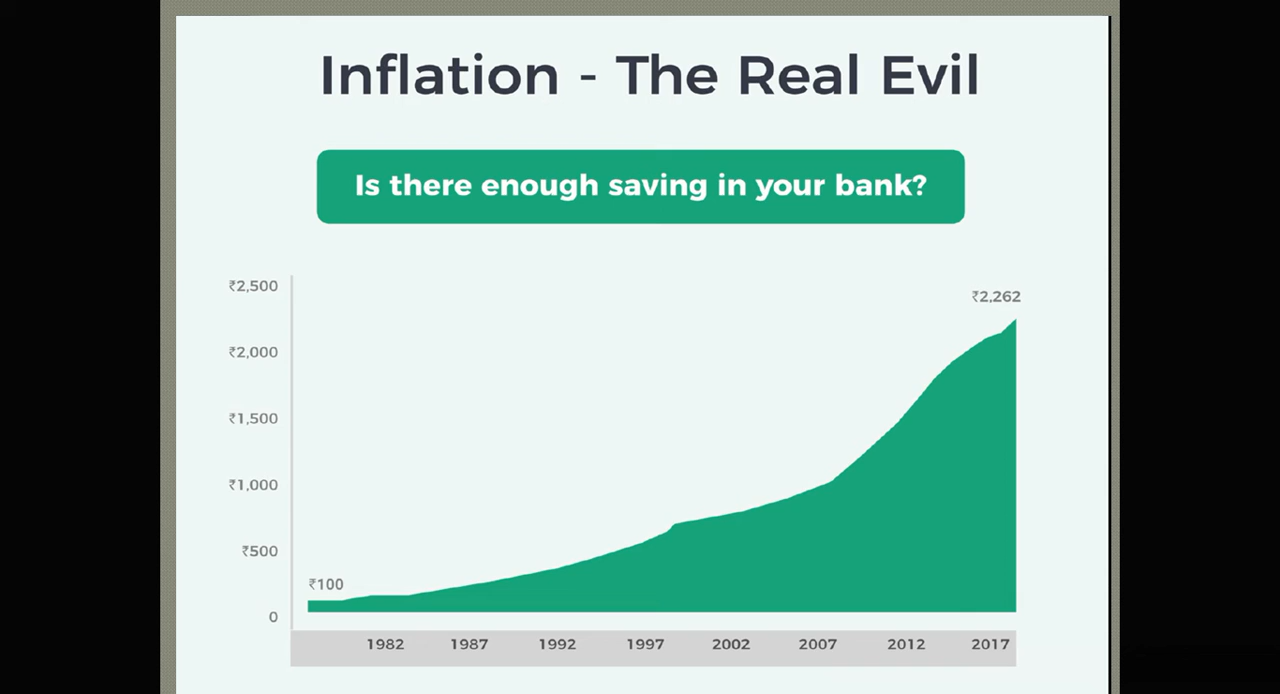 Inflation - The Real Evil
Is there enough saving in your bank?
₹2,500
₹2,262
₹2,000
₹1,500
₹1,000
₹500
₹100
0
1982 1987 1992 1997 2002 2007 2012 2017